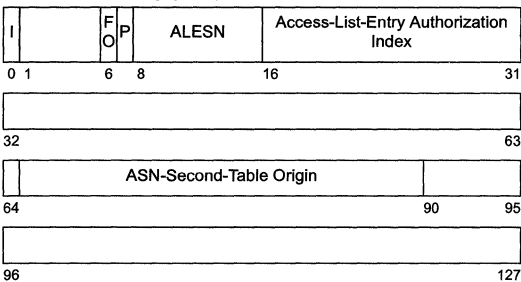 I FO P ALESN Access-List-Entry Authorization Index
0 1 6 8 16 31
32 63
ASN-Second-Table Origin
64 90 95
96 127